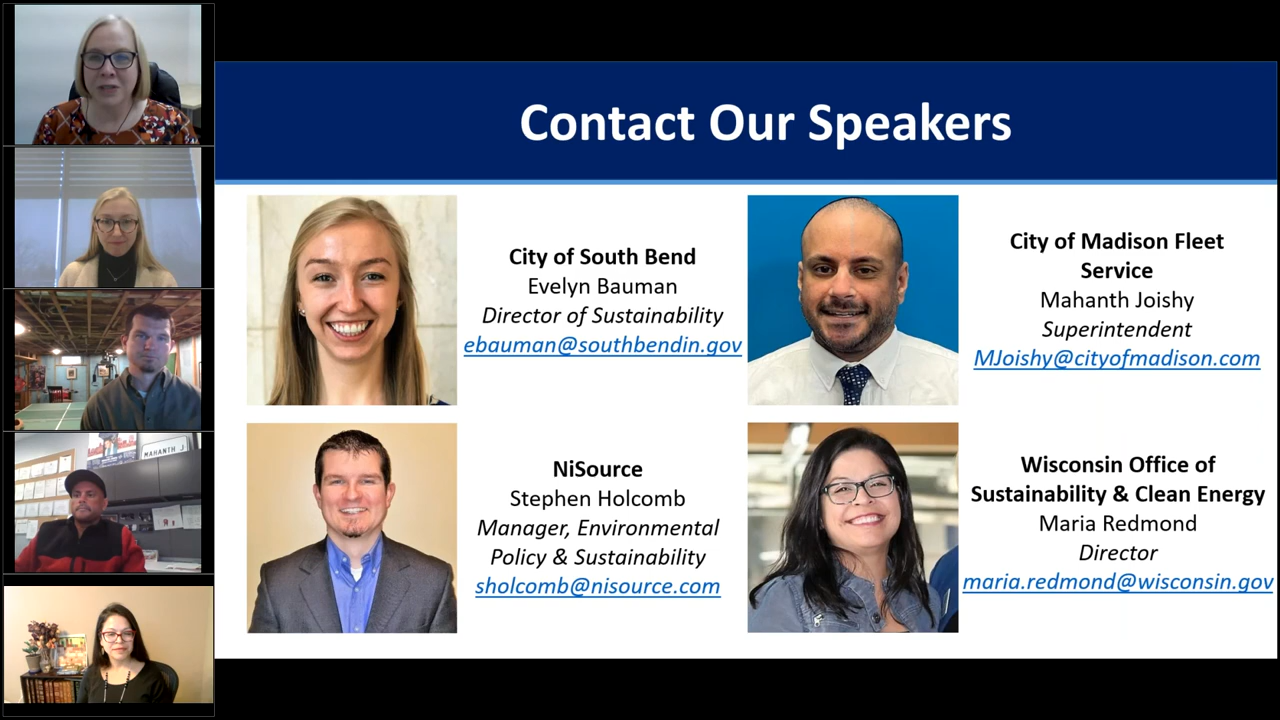 Contact Our Speakers
City of South Bend
Evelyn Bauman
Director of Sustainability
ebauman@southbendin.gov
City of Madison Fleet
Service
Mahanth Joishy
Superintendent
MJoishy@cityofmadison.com
NiSource
Stephen Holcomb
Manager, Environmental
Policy & Sustainability
sholcomb@nisource.com
Wisconsin Office of
Sustainability & Clean Energy
Maria Redmond
Director
maria.redmond@wisconsin.gov
MAHANTH J